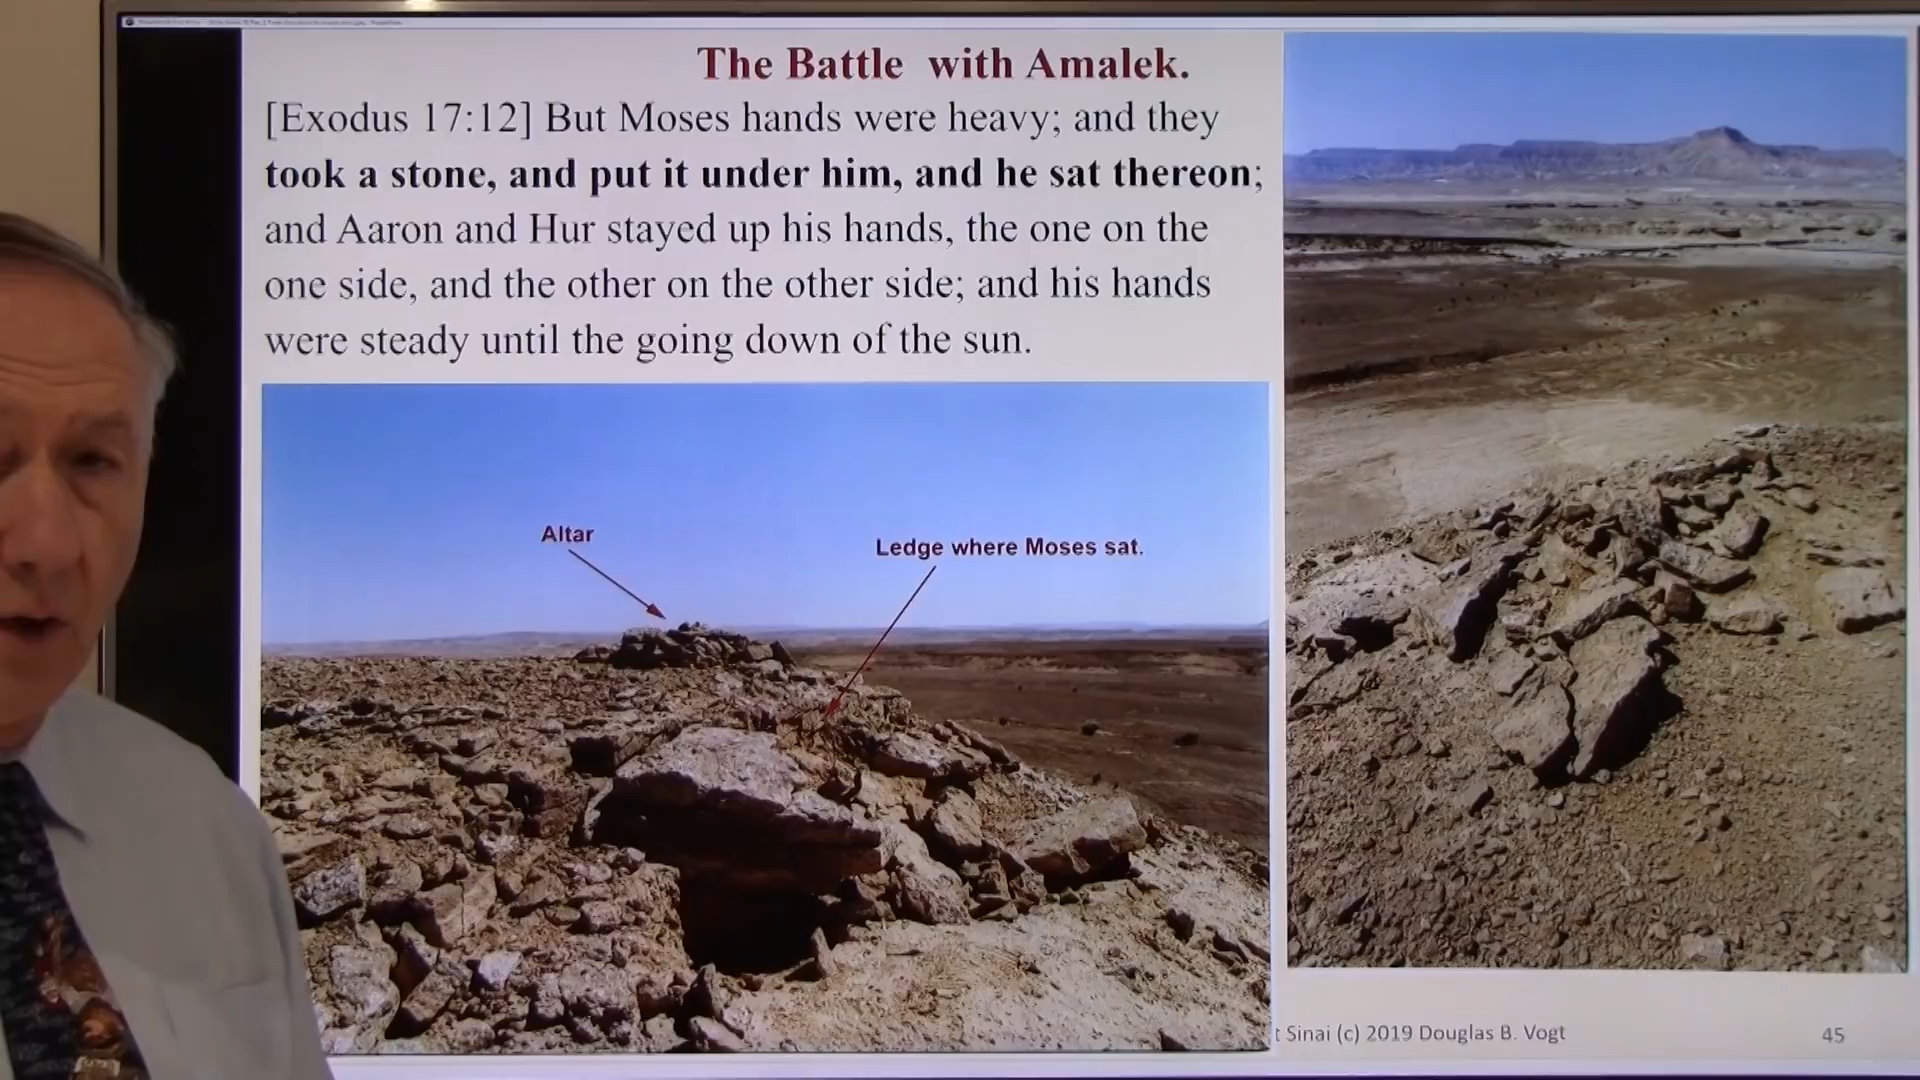 The Battle with Amalek.
[Exodus 17:12] But Moses hands were heavy; and they
took a stone, and put it under him, and he sat thereon;
and Aaron and Hur stayed up his hands, the one on the
one side, and the other on the other side; and his hands
were steady until the going down of the sun.
Altar
Ledge where Moses sat.
t Sinai (c) 2019 Douglas B. Vogt
45